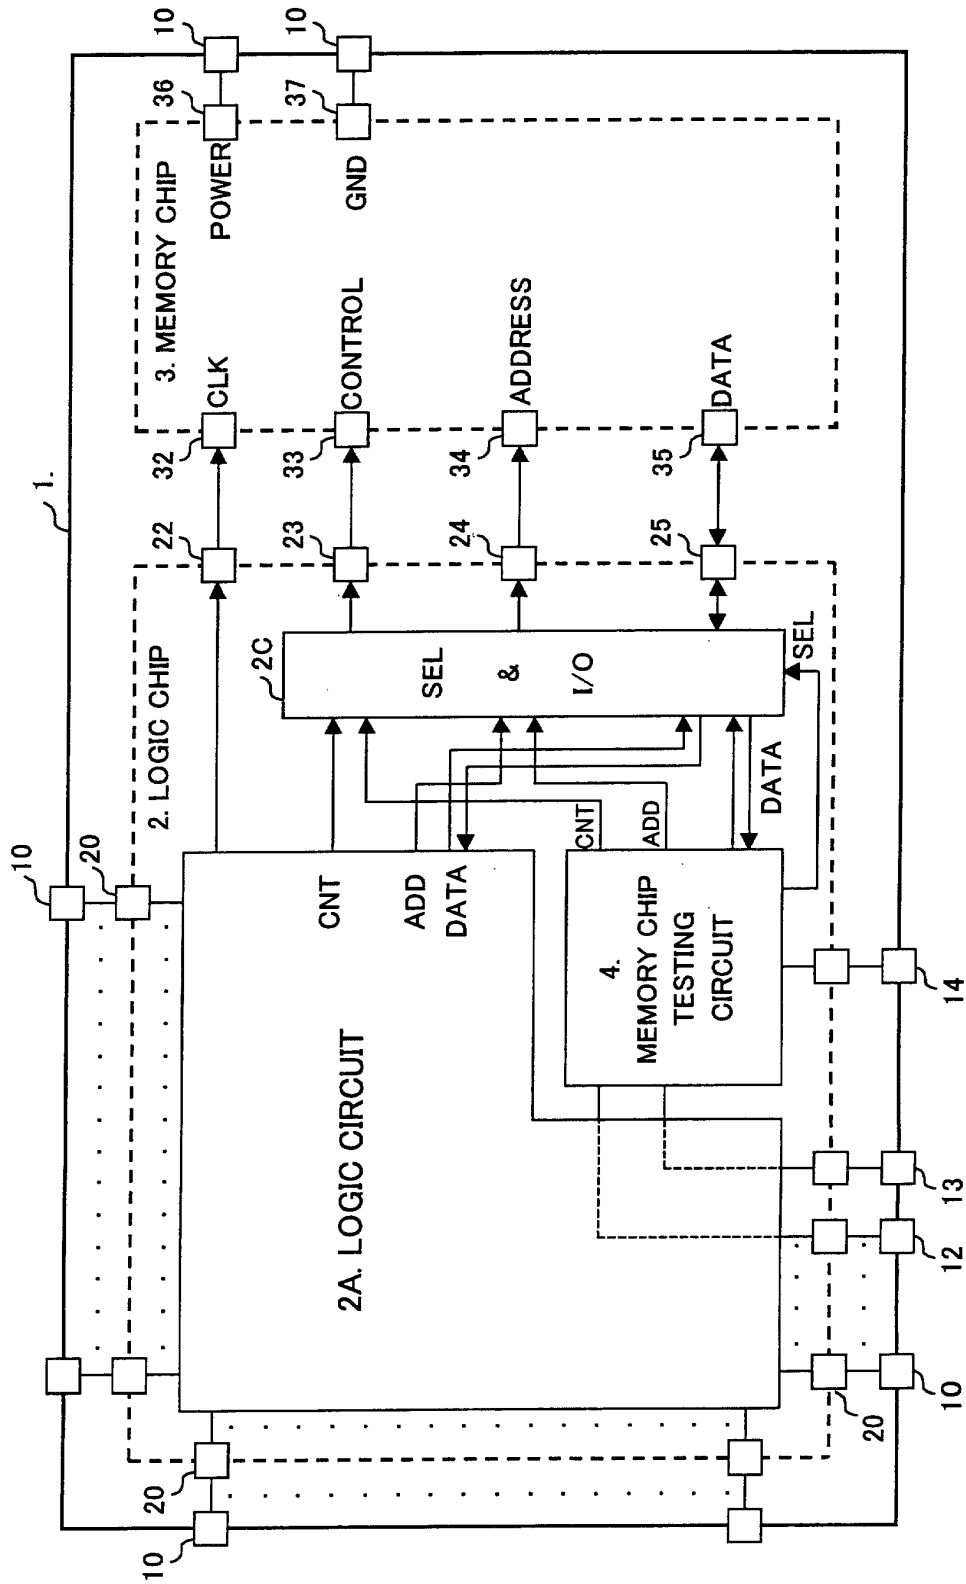 1.
10
20
10
10
2. LOGIC CHIP
3. MEMORY CHIP
22
32
CLK
POWER
36
23
33
CONTROL
GND
37
24
34
ADDRESS
25
35
DATA
2C
SEL
&
I/O
SEL
2A. LOGIC CIRCUIT
CNT
ADD
DATA
CNT
ADD
DATA
4.
MEMORY CHIP
TESTING
CIRCUIT
10
20
20
10
12
13
14